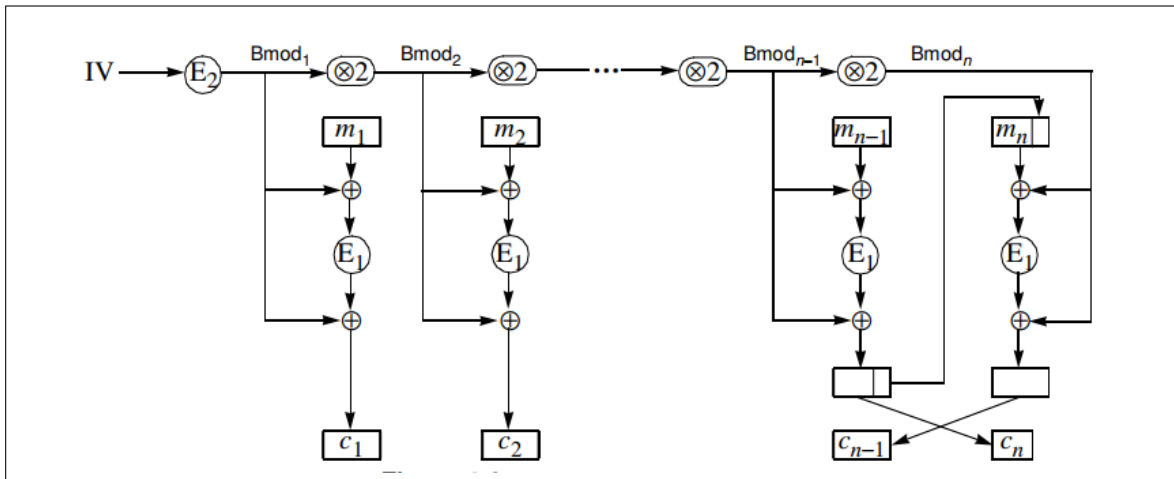 Bmod1 Bmod2 Bmodn–1 Bmodn
IV E2 ⊗2 ⊗2 ••• ⊗2 ⊗2
m1 m2 mn–1 mn
⊕ ⊕ ⊕ ⊕
E1 E1 E1 E1
⊕ ⊕ ⊕ ⊕
c1 c2 cn–1 cn